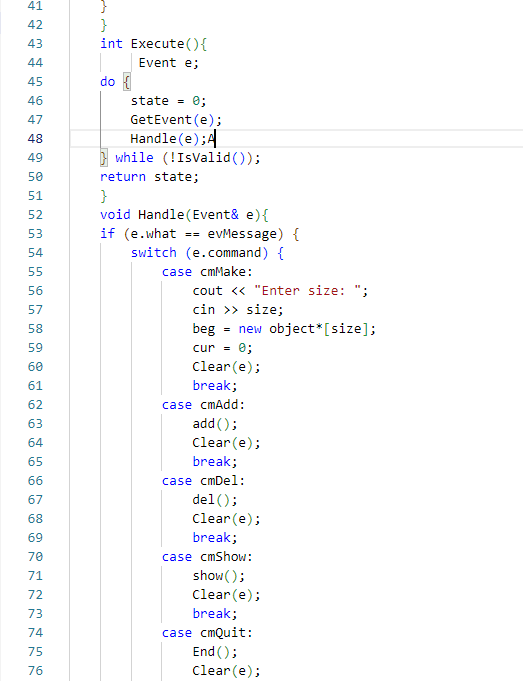 41 }
42 }
43 int Execute(){
44 Event e;
45 do {
46 state = 0;
47 GetEvent(e);
48 Handle(e);A
49 } while (!IsValid());
50 return state;
51 }
52 void Handle(Event& e){
53 if (e.what == evMessage) {
54 switch (e.command) {
55 case cmMake:
56 cout << "Enter size: ";
57 cin >> size;
58 beg = new object*[size];
59 cur = 0;
60 Clear(e);
61 break;
62 case cmAdd:
63 add();
64 Clear(e);
65 break;
66 case cmDel:
67 del();
68 Clear(e);
69 break;
70 case cmShow:
71 show();
72 Clear(e);
73 break;
74 case cmQuit:
75 End();
76 Clear(e);